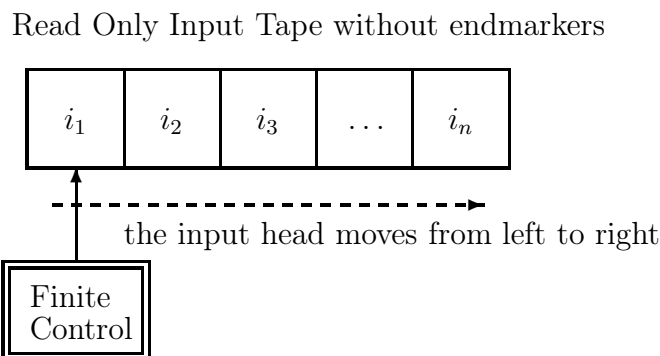 Read Only Input Tape without endmarkers
i₁ i₂ i₃ ... iₙ
the input head moves from left to right
Finite
Control